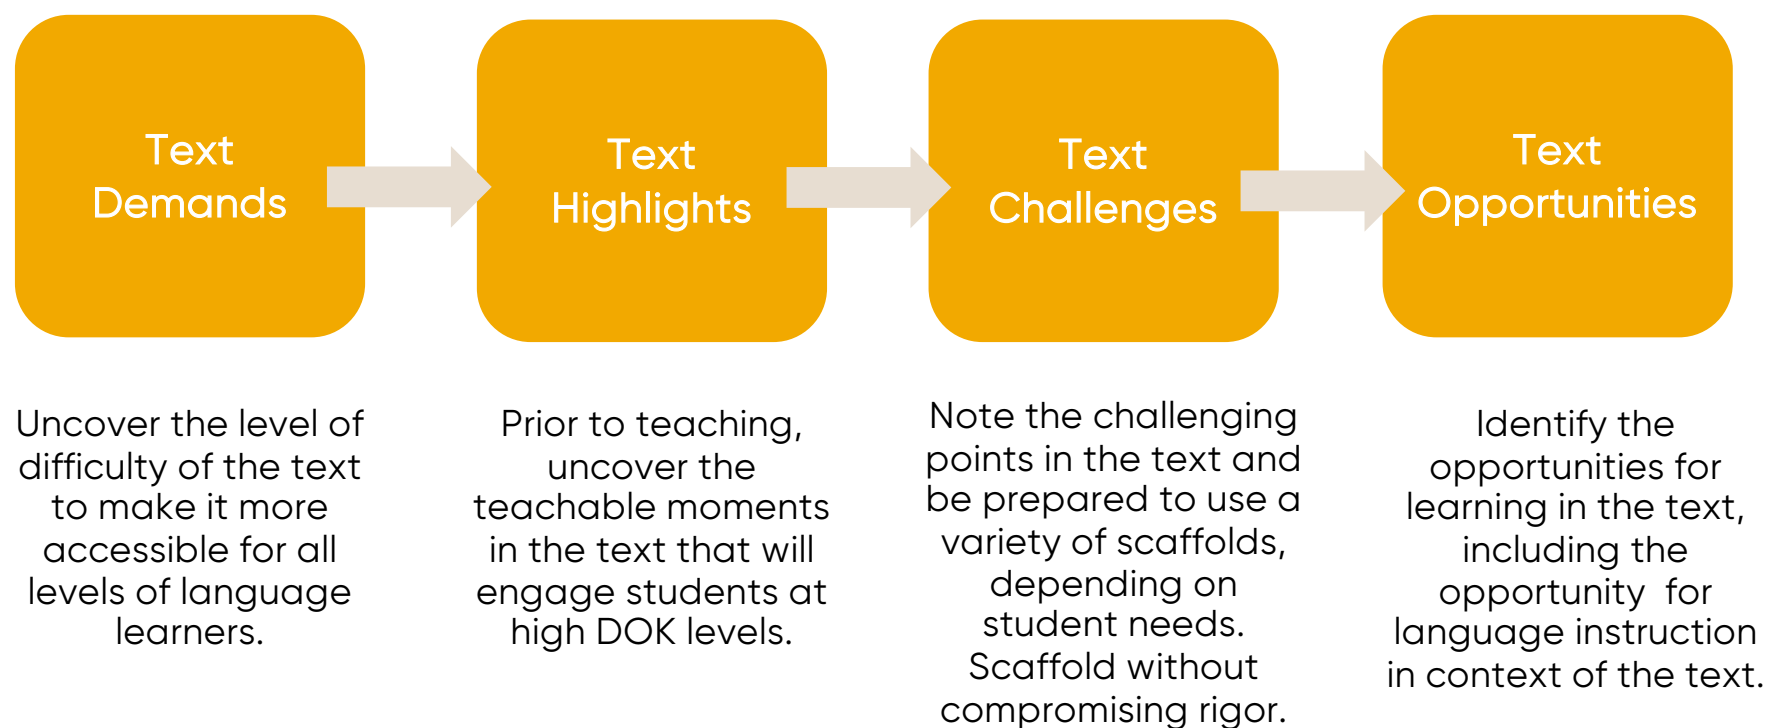 Text
Demands
Text
Highlights
Text
Challenges
Text
Opportunities
Uncover the level of
difficulty of the text
to make it more
accessible for all
levels of language
learners.
Prior to teaching,
uncover the
teachable moments
in the text that will
engage students at
high DOK levels.
Note the challenging
points in the text and
be prepared to use a
variety of scaffolds,
depending on
student needs.
Scaffold without
compromising rigor.
Identify the
opportunities for
learning in the text,
including the
opportunity  for
language instruction
in context of the text.